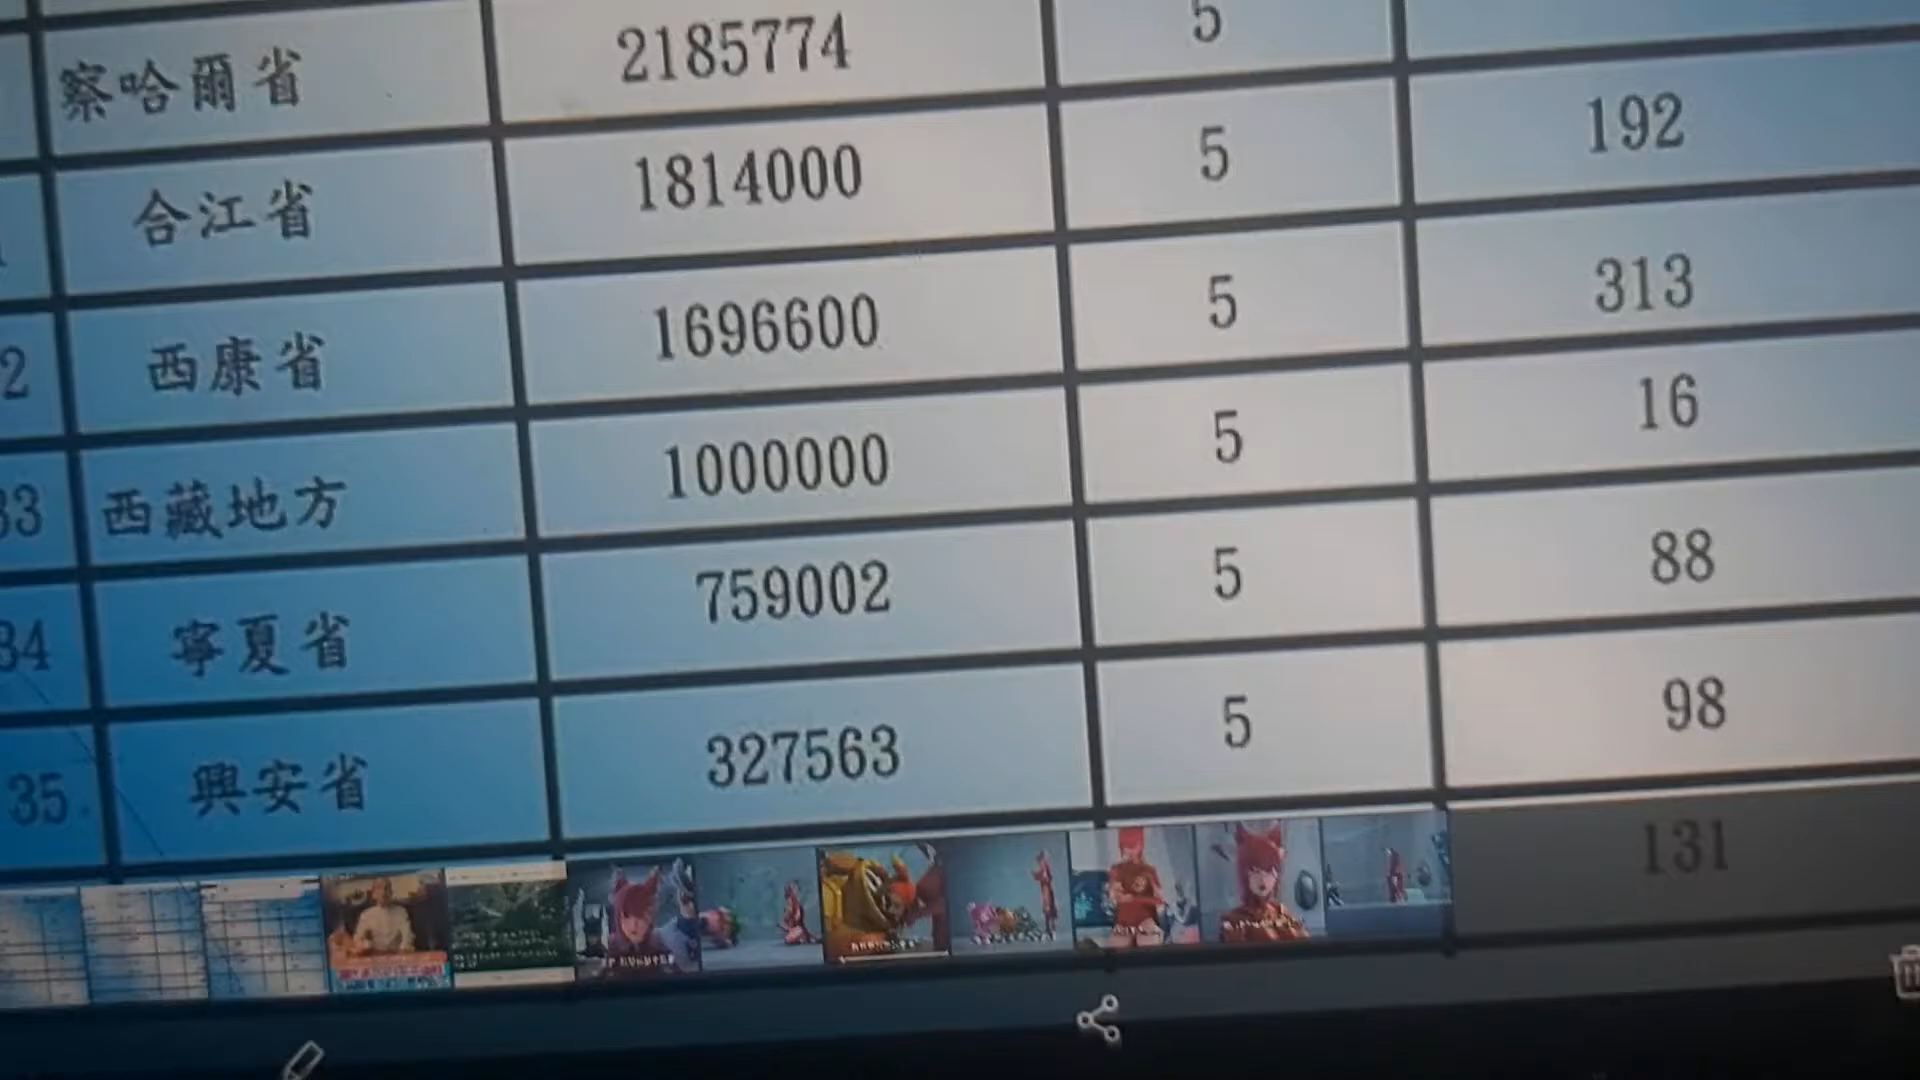 察哈爾省 2185774 5
合江省 1814000 5 192
2 西康省 1696600 5 313
33 西藏地方 1000000 5 16
34 寧夏省 759002 5 88
35 興安省 327563 5 98
131